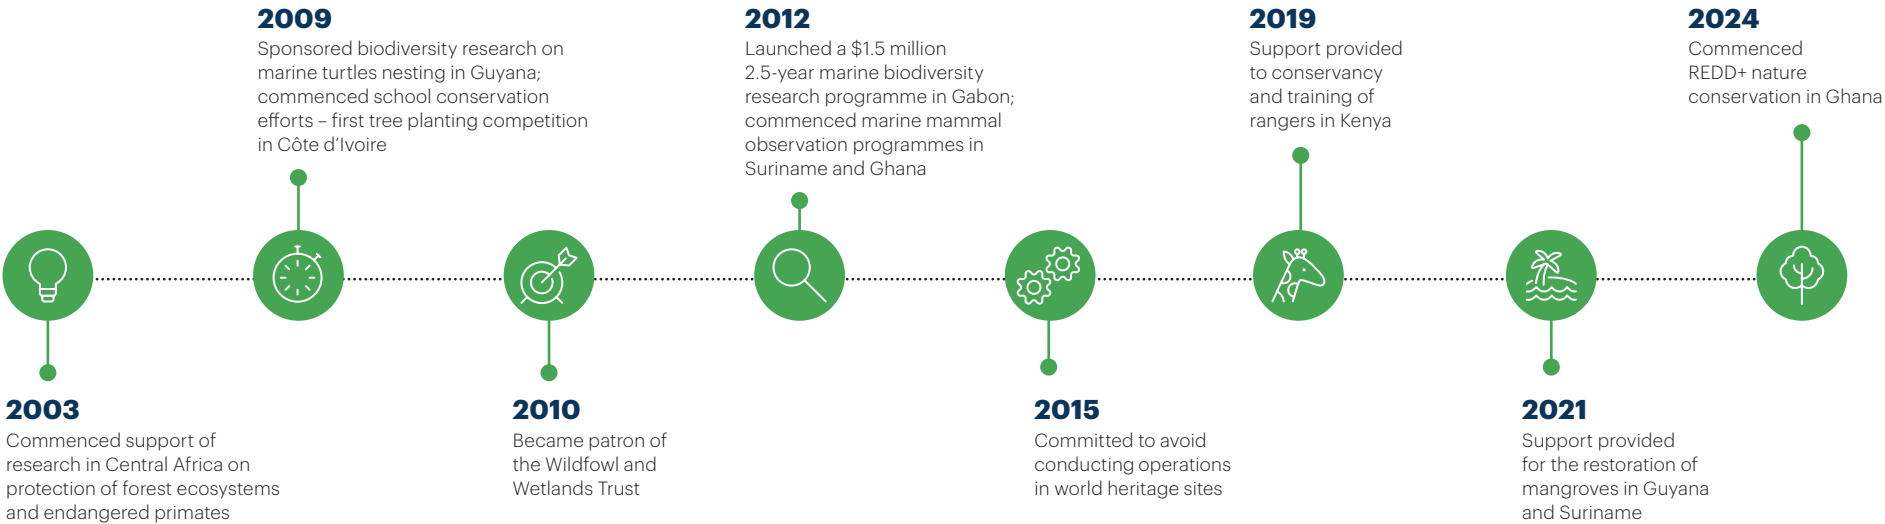 2009
Sponsored biodiversity research on
marine turtles nesting in Guyana;
commenced school conservation
efforts – first tree planting competition
in Côte d’Ivoire
2012
Launched a $1.5 million
2.5-year marine biodiversity
research programme in Gabon;
commenced marine mammal
observation programmes in
Suriname and Ghana
2019
Support provided
to conservancy
and training of
rangers in Kenya
2024
Commenced
REDD+ nature
conservation in Ghana
2003
Commenced support of
research in Central Africa on
protection of forest ecosystems
and endangered primates
2010
Became patron of
the Wildfowl and
Wetlands Trust
2015
Committed to avoid
conducting operations
in world heritage sites
2021
Support provided
for the restoration of
mangroves in Guyana
and Suriname